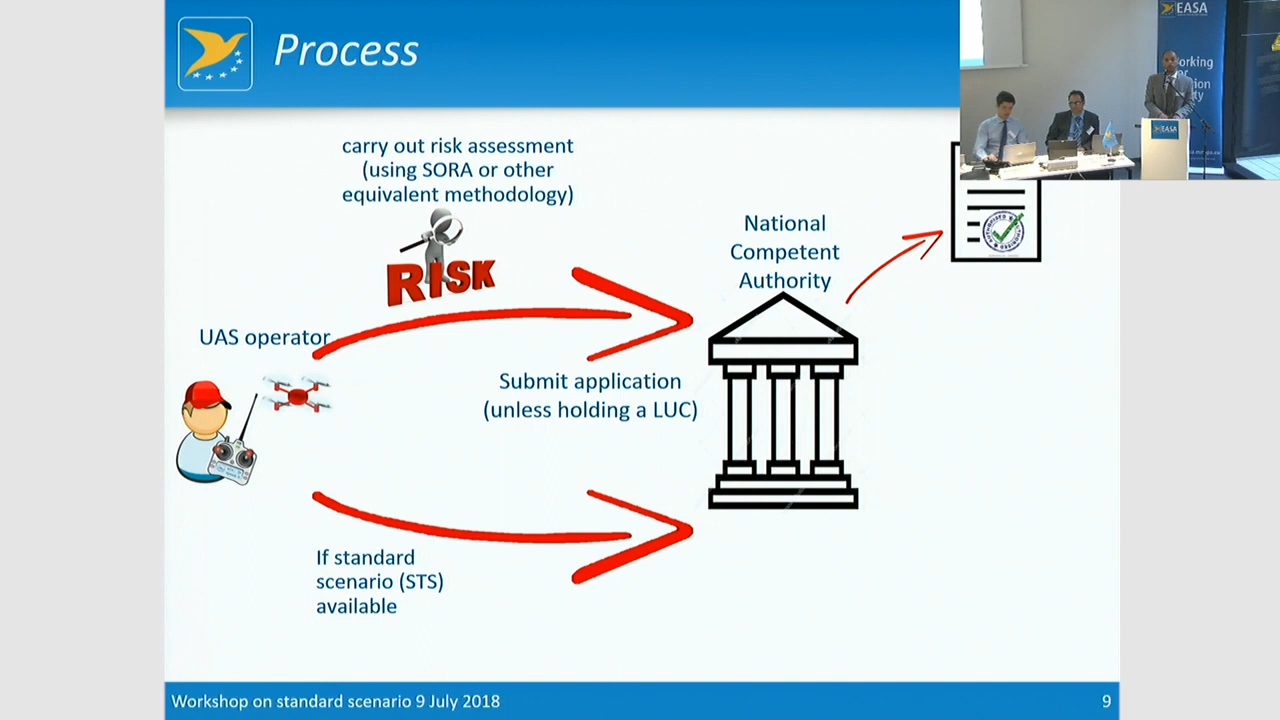 Process
carry out risk assessment
(using SORA or other
equivalent methodology)
RISK
National
Competent
Authority
UAS operator
Submit application
(unless holding a LUC)
If standard
scenario (STS)
available
Workshop on standard scenario 9 July 2018
9
EASA
EASA